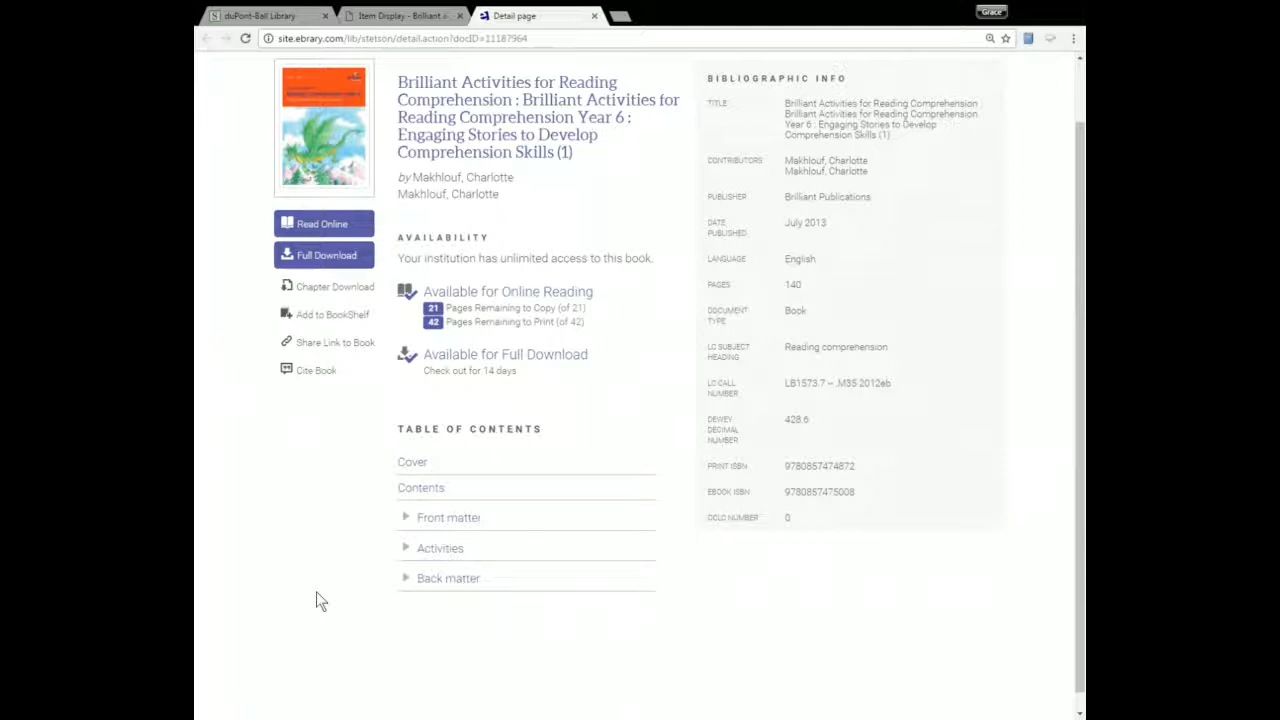 duPont-Ball Library
Item Display - Brilliant a
Detail page
Grace
site.ebrary.com/lib/stetson/detail.action?docID=11187964
Brilliant Activities for Reading
Comprehension : Brilliant Activities for
Reading Comprehension Year 6 :
Engaging Stories to Develop
Comprehension Skills (1)
by Makhlouf, Charlotte
Makhlouf, Charlotte
Read Online
Full Download
Chapter Download
Add to BookShelf
Share Link to Book
Cite Book
AVAILABILITY
Your institution has unlimited access to this book.
Available for Online Reading
21 Pages Remaining to Copy (of 21)
42 Pages Remaining to Print (of 42)
Available for Full Download
Check out for 14 days
TABLE OF CONTENTS
Cover
Contents
Front matter
Activities
Back matter
BIBLIOGRAPHIC INFO
TITLE
Brilliant Activities for Reading Comprehension
Brilliant Activities for Reading Comprehension
Year 6 : Engaging Stories to Develop
Comprehension Skills (1)
CONTRIBUTORS
Makhlouf, Charlotte
Makhlouf, Charlotte
PUBLISHER
Brilliant Publications
DATE
PUBLISHED
July 2013
LANGUAGE
English
PAGES
140
DOCUMENT
TYPE
Book
LC SUBJECT
HEADING
Reading comprehension
LC CALL
NUMBER
LB1573.7 -- .M35 2012eb
DEWEY
DECIMAL
NUMBER
428.6
PRINT ISBN
9780857474872
EBOOK ISBN
9780857475008
OCLC NUMBER
0